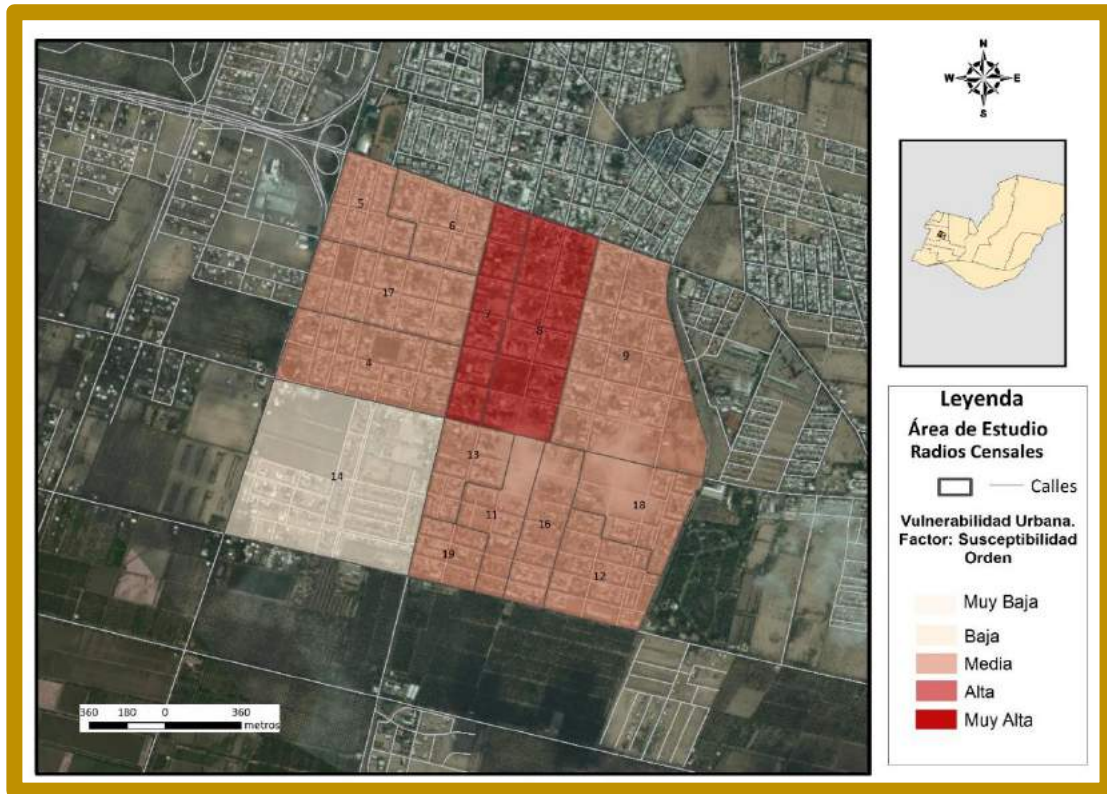 N
W E
S
5
6
17
7
8
9
4
13
14
11
16
18
19
12
360 180 0 360
metros
Leyenda
Área de Estudio
Radios Censales
Calles
Vulnerabilidad Urbana.
Factor: Susceptibilidad
Orden
Muy Baja
Baja
Media
Alta
Muy Alta